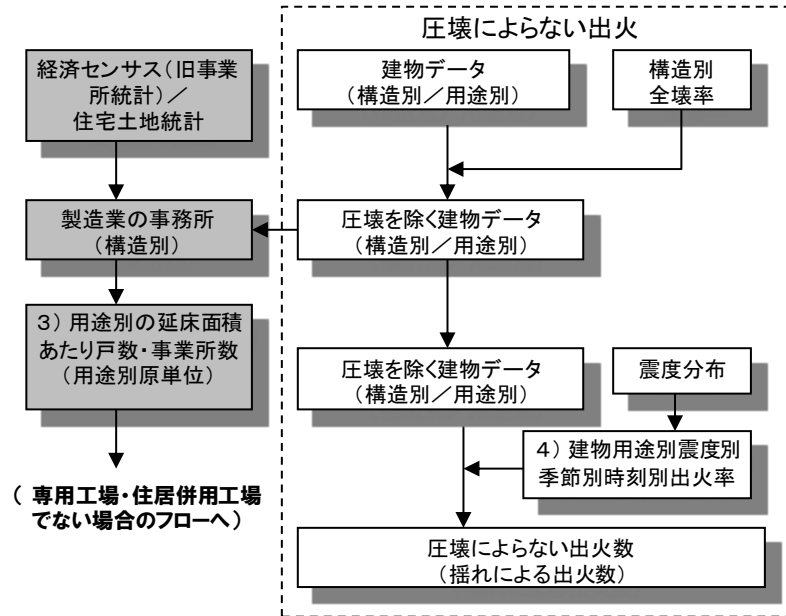 圧壊によらない出火
経済センサス（旧事業
所統計）／
住宅土地統計
建物データ
（構造別／用途別）
構造別
全壊率
製造業の事務所
（構造別）
圧壊を除く建物データ
（構造別／用途別）
３）用途別の延床面積
あたり戸数・事業所数
（用途別原単位）
圧壊を除く建物データ
（構造別／用途別）
震度分布
４）建物用途別震度別
季節別時刻別出火率
（ 専用工場・住居併用工場
でない場合のフローへ）
圧壊によらない出火数
（揺れによる出火数）